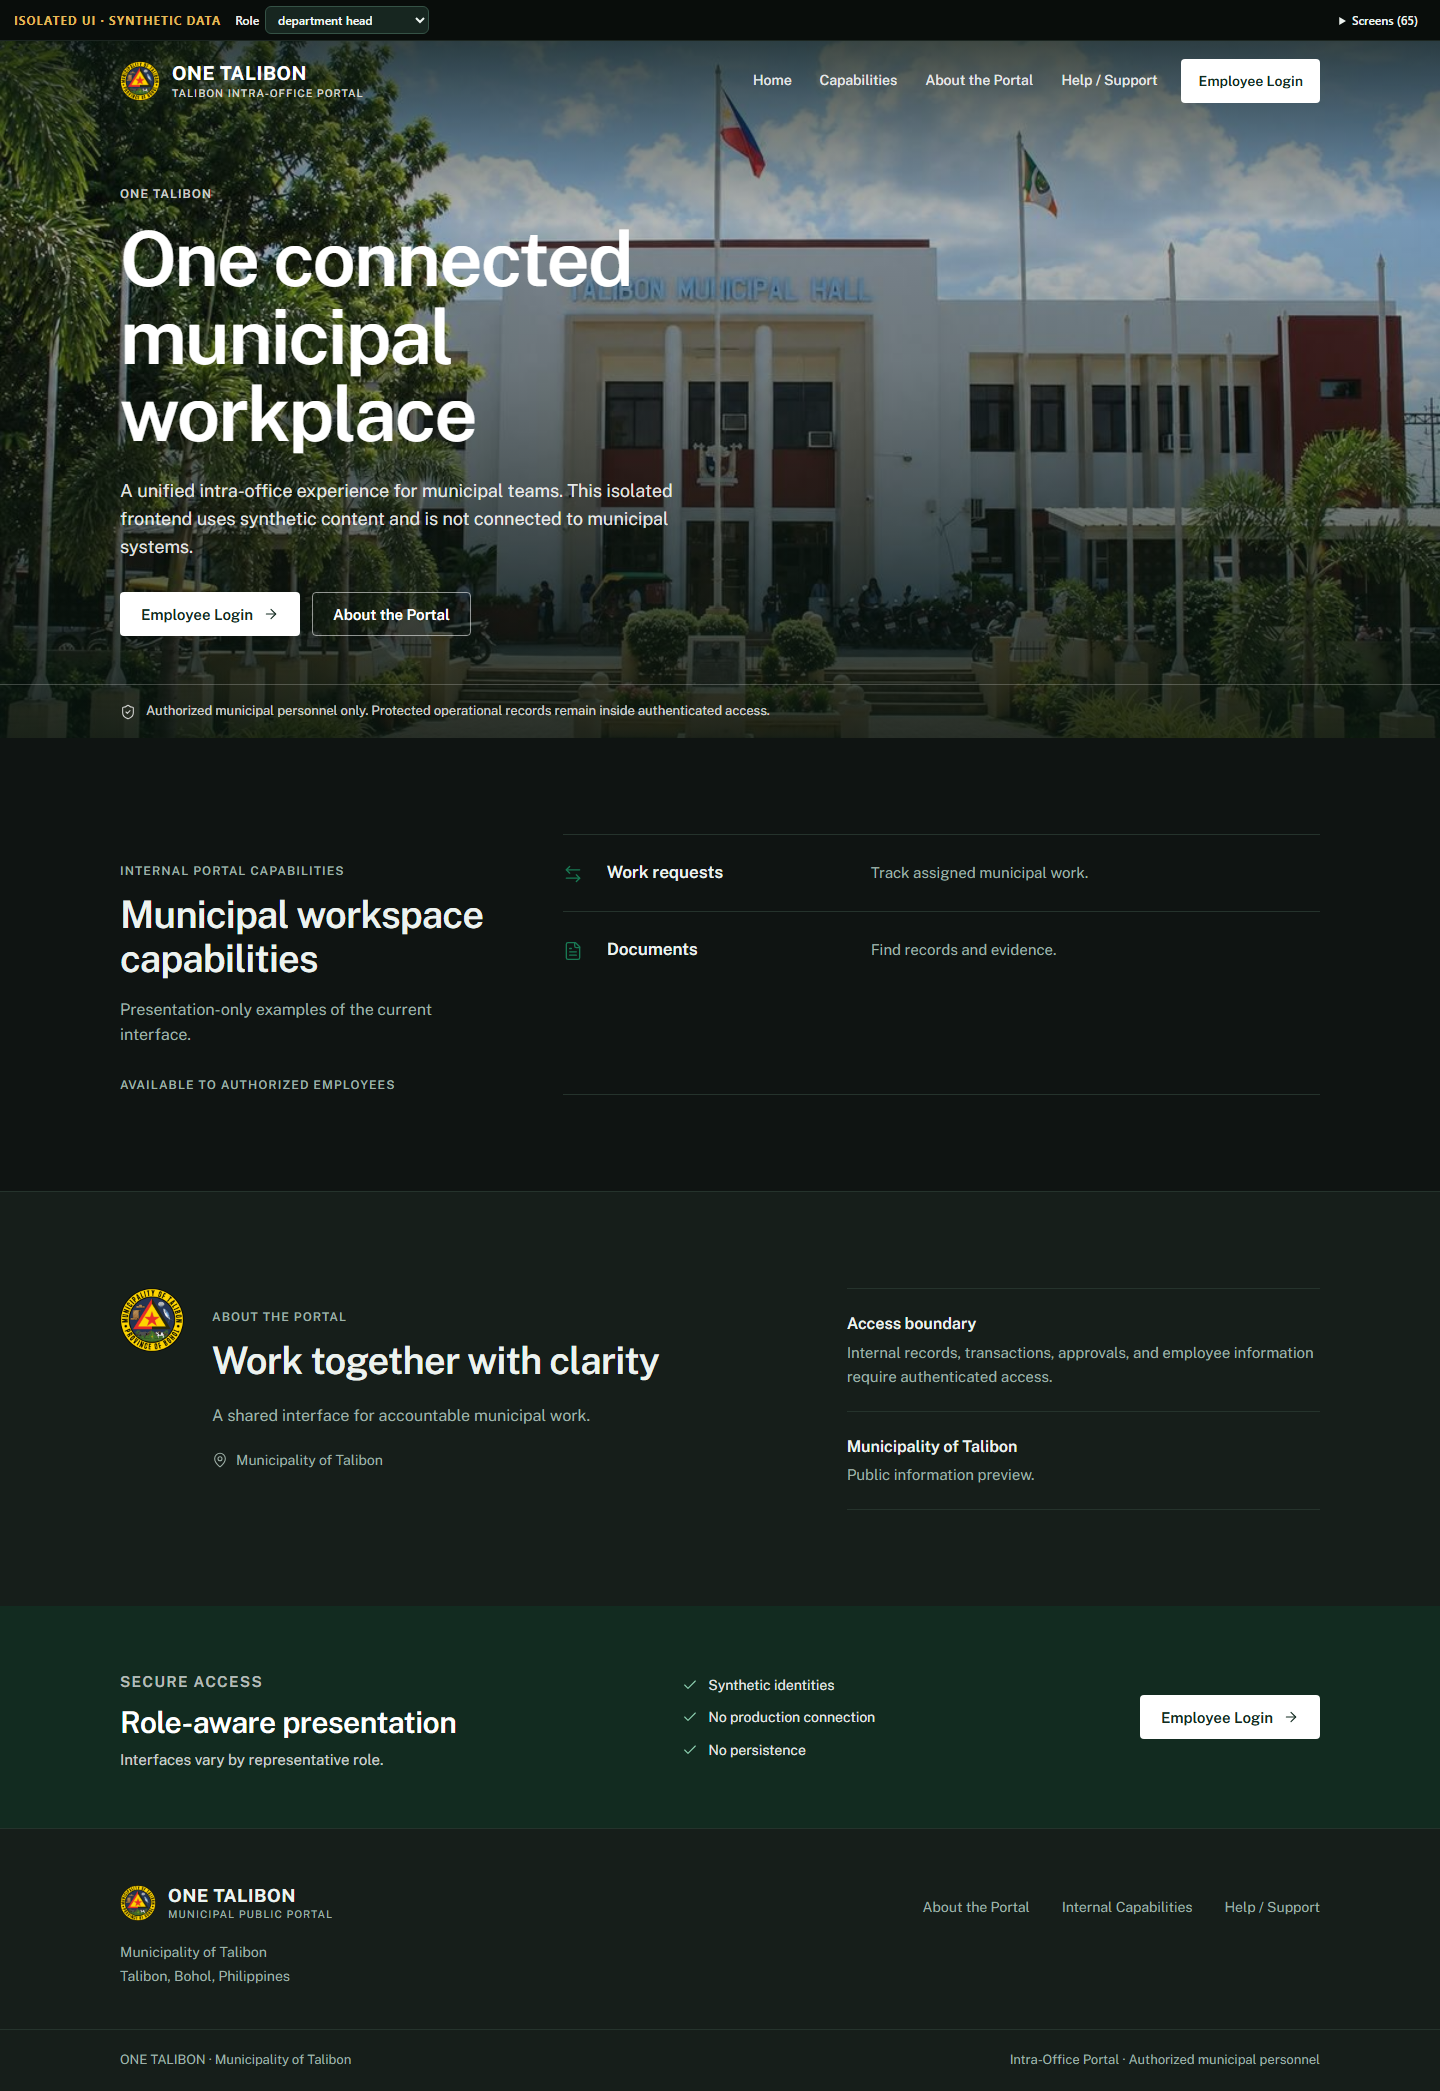 ISOLATED UI · SYNTHETIC DATA
Role
department head
Screens (65)
ONE TALIBON
TALIBON INTRA-OFFICE PORTAL
Home
Capabilities
About the Portal
Help / Support
Employee Login
ONE TALIBON
One connected
municipal
workplace
TALIBON MUNICIPAL HALL
A unified intra-office experience for municipal teams. This isolated
frontend uses synthetic content and is not connected to municipal
systems.
Employee Login
About the Portal
Authorized municipal personnel only. Protected operational records remain inside authenticated access.
INTERNAL PORTAL CAPABILITIES
Municipal workspace
capabilities
Presentation-only examples of the current
interface.
AVAILABLE TO AUTHORIZED EMPLOYEES
Work requests
Track assigned municipal work.
Documents
Find records and evidence.
MUNICIPALITY OF TALIBON
PROVINCE OF BOHOL
ABOUT THE PORTAL
Work together with clarity
A shared interface for accountable municipal work.
Municipality of Talibon
Access boundary
Internal records, transactions, approvals, and employee information
require authenticated access.
Municipality of Talibon
Public information preview.
SECURE ACCESS
Role-aware presentation
Interfaces vary by representative role.
Synthetic identities
No production connection
No persistence
Employee Login
ONE TALIBON
MUNICIPAL PUBLIC PORTAL
Municipality of Talibon
Talibon, Bohol, Philippines
About the Portal
Internal Capabilities
Help / Support
ONE TALIBON · Municipality of Talibon
Intra-Office Portal · Authorized municipal personnel